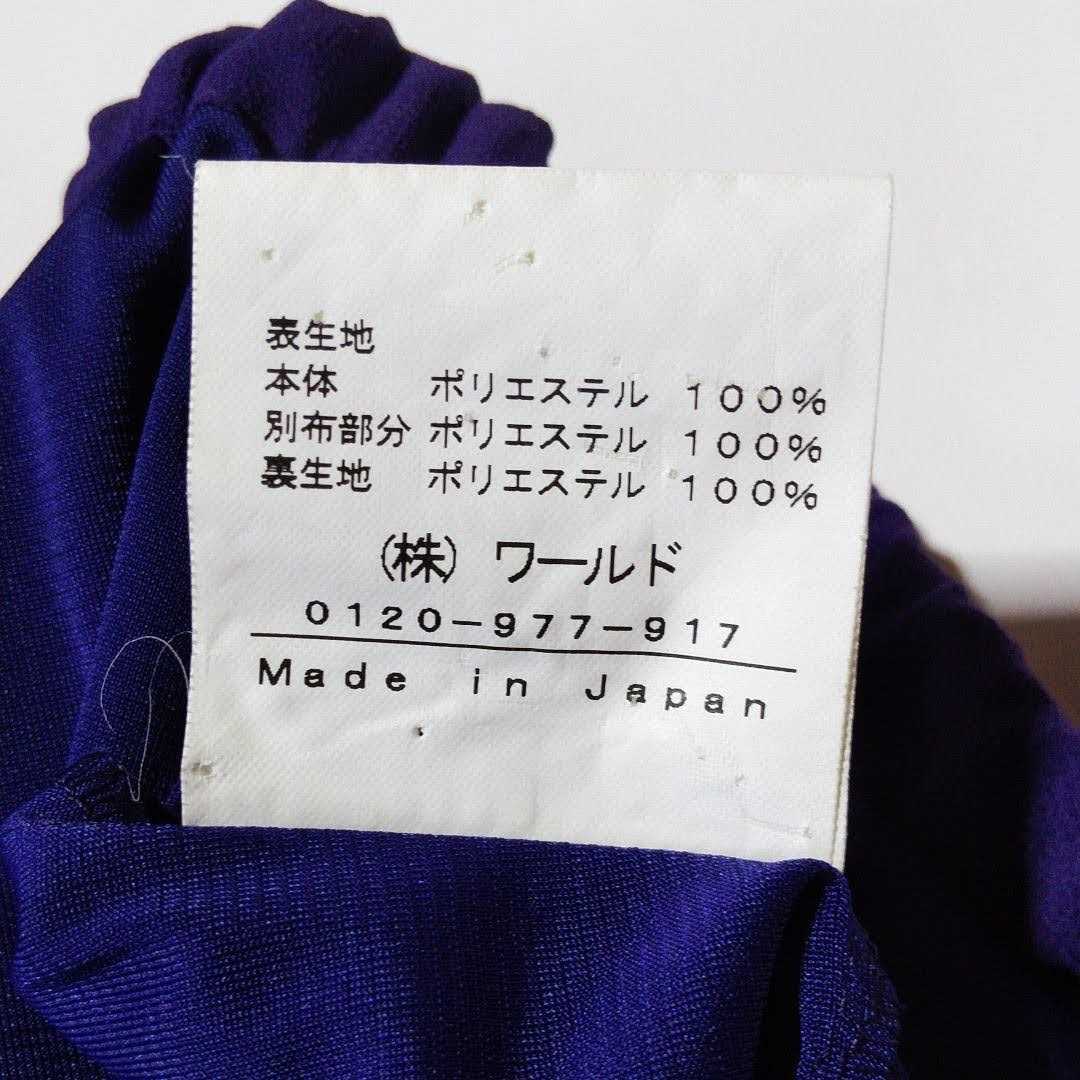 表生地
本体 ポリエステル 100%
別布部分 ポリエステル 100%
裏生地 ポリエステル 100%
(株) ワールド
0120-977-917
Made in Japan